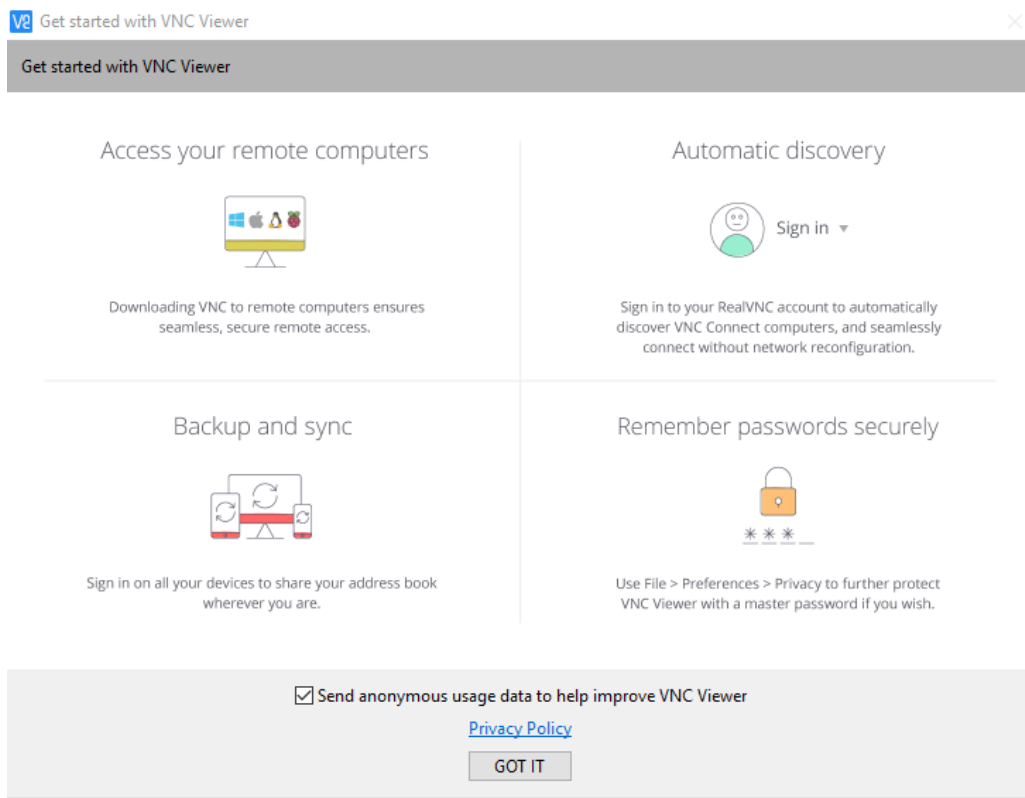 Get started with VNC Viewer
Get started with VNC Viewer
Access your remote computers
Downloading VNC to remote computers ensures
seamless, secure remote access.
Automatic discovery
Sign in
Sign in to your RealVNC account to automatically
discover VNC Connect computers, and seamlessly
connect without network reconfiguration.
Backup and sync
Sign in on all your devices to share your address book
wherever you are.
Remember passwords securely
***_
Use File > Preferences > Privacy to further protect
VNC Viewer with a master password if you wish.
Send anonymous usage data to help improve VNC Viewer
Privacy Policy
GOT IT